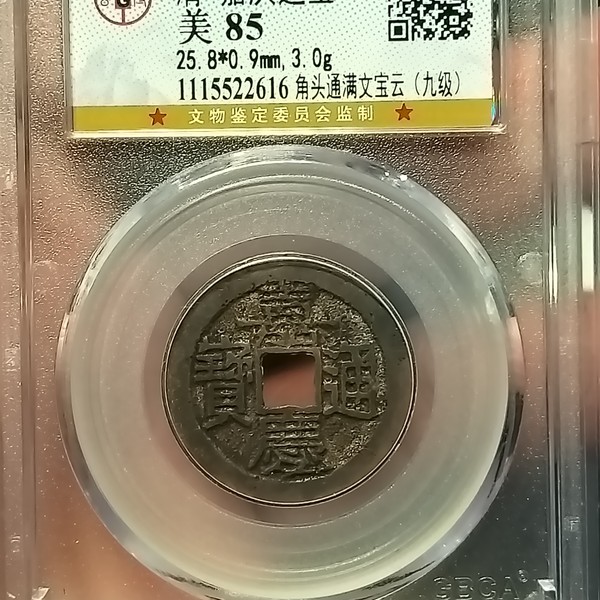 美 85
25.8*0.9mm, 3.0g
1115522616 角头通满文宝云（九级）
★ 文物鉴定委员会监制 ★
嘉
寶 通
慶
GBCA